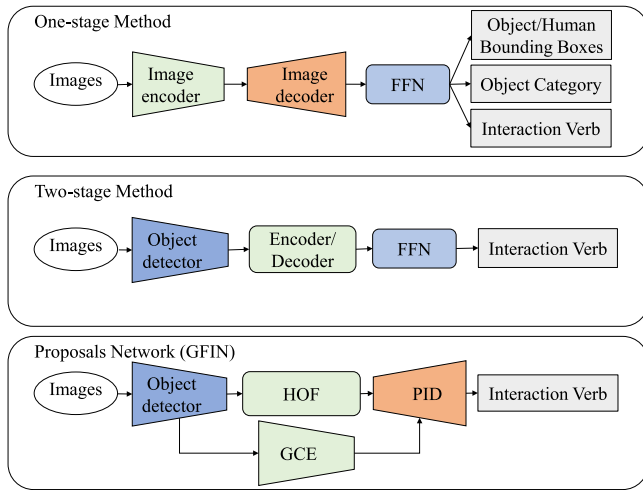 One-stage Method
Images
Image
encoder
Image
decoder
FFN
Object/Human
Bounding Boxes
Object Category
Interaction Verb
Two-stage Method
Images
Object
detector
Encoder/
Decoder
FFN
Interaction Verb
Proposals Network (GFIN)
Images
Object
detector
HOF
PID
Interaction Verb
GCE